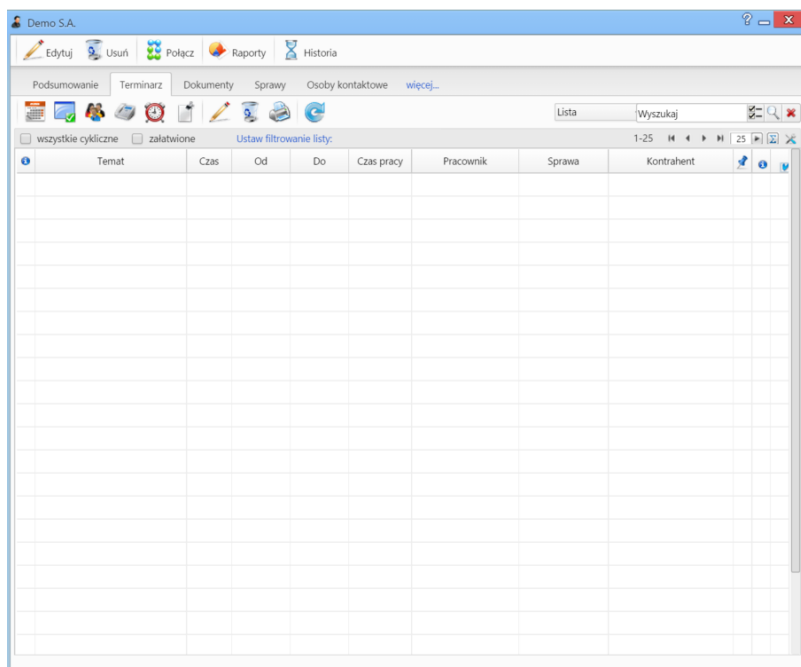 Demo S.A.
Edytuj Usuń Połącz Raporty Historia
Podsumowanie Terminarz Dokumenty Sprawy Osoby kontaktowe więcej...
Lista Wyszukaj
wszystkie cykliczne załatwione Ustaw filtrowanie listy: 1-25 25
Temat Czas Od Do Czas pracy Pracownik Sprawa Kontrahent